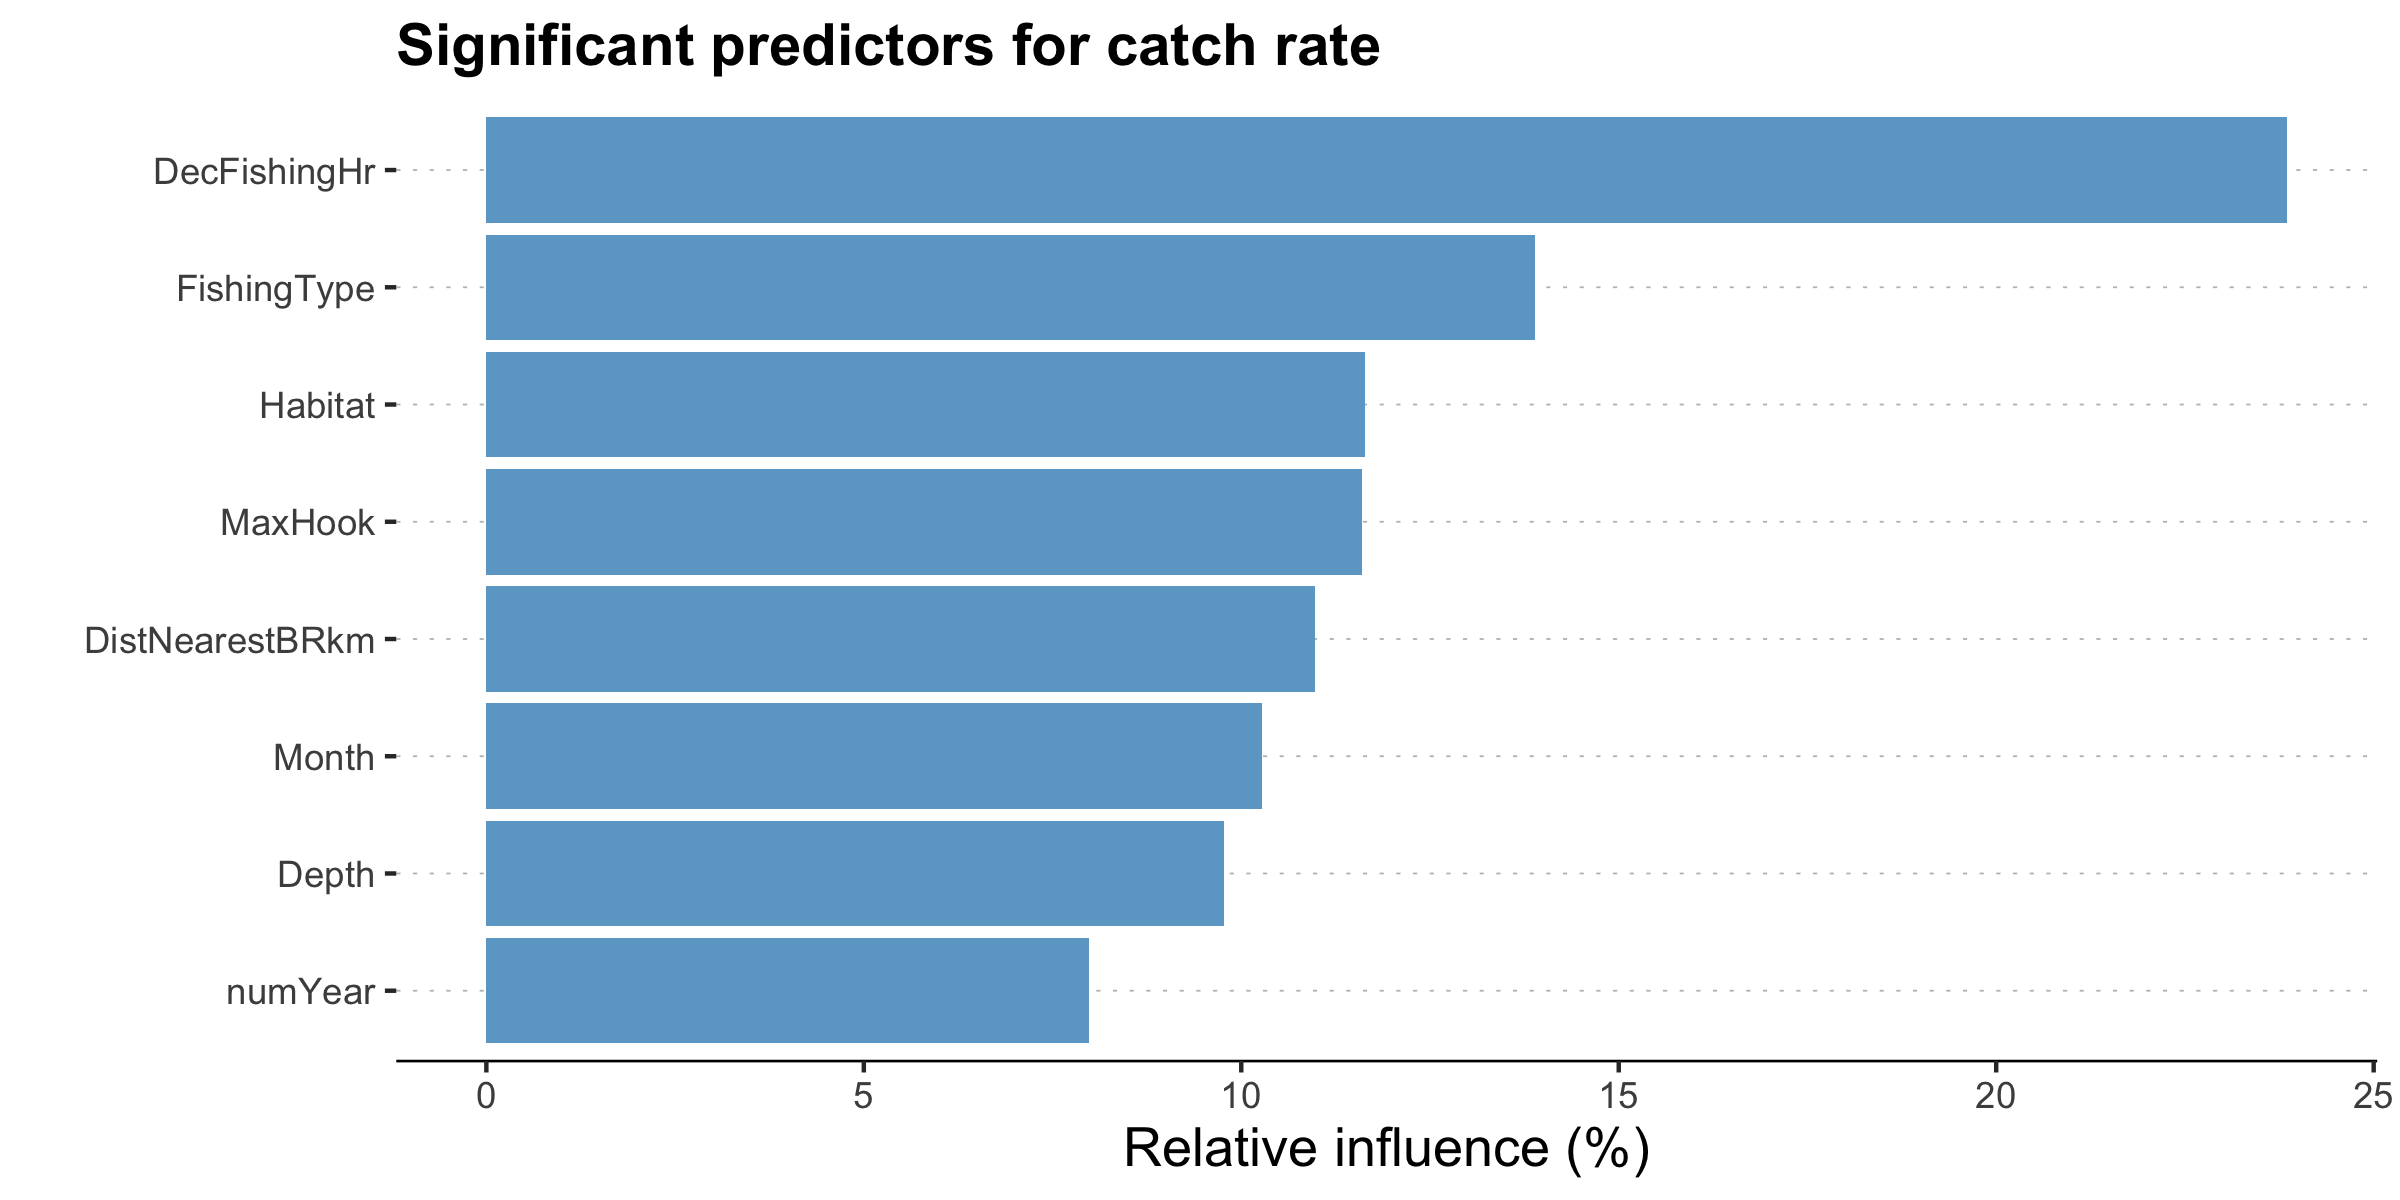 Significant predictors for catch rate
DecFishingHr
FishingType
Habitat
MaxHook
DistNearestBRkm
Month
Depth
numYear
0 5 10 15 20 25
Relative influence (%)